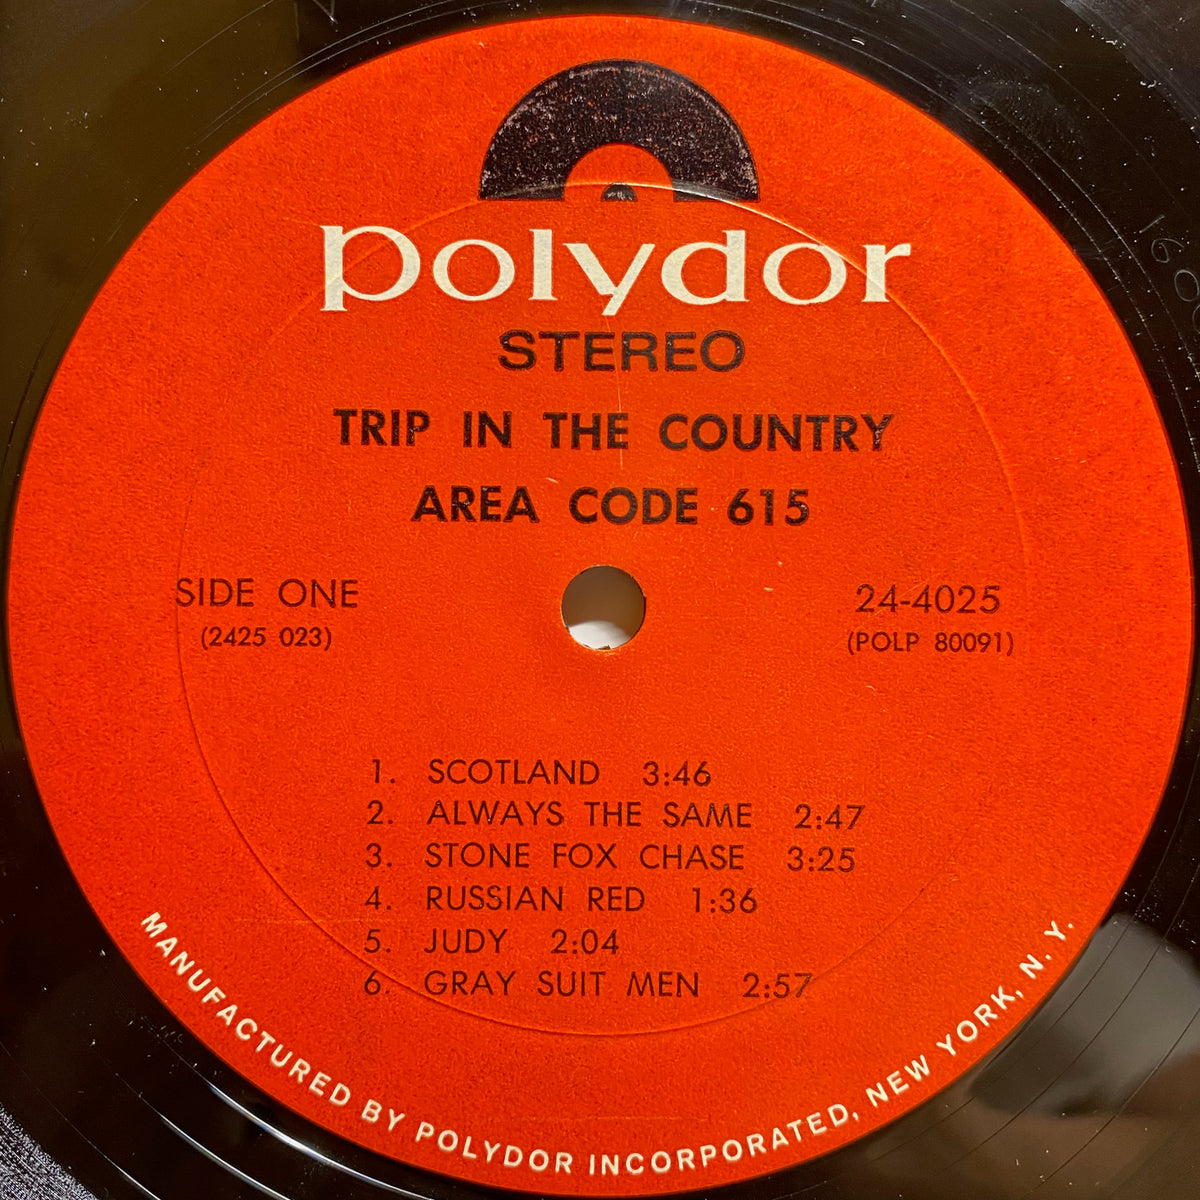 polydor
STEREO
TRIP IN THE COUNTRY
AREA CODE 615
SIDE ONE
(2425 023)
24-4025
(POLP 80091)
1. SCOTLAND 3:46
2. ALWAYS THE SAME 2:47
3. STONE FOX CHASE 3:25
4. RUSSIAN RED 1:36
5. JUDY 2:04
6. GRAY SUIT MEN 2:57
MANUFACTURED BY POLYDOR INCORPORATED, NEW YORK, N. Y.